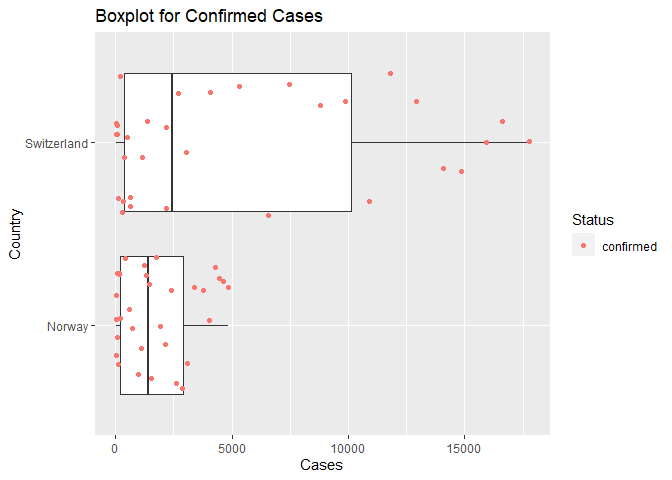 Boxplot for Confirmed Cases
Country
Switzerland
Norway
0 5000 10000 15000
Cases
Status
confirmed